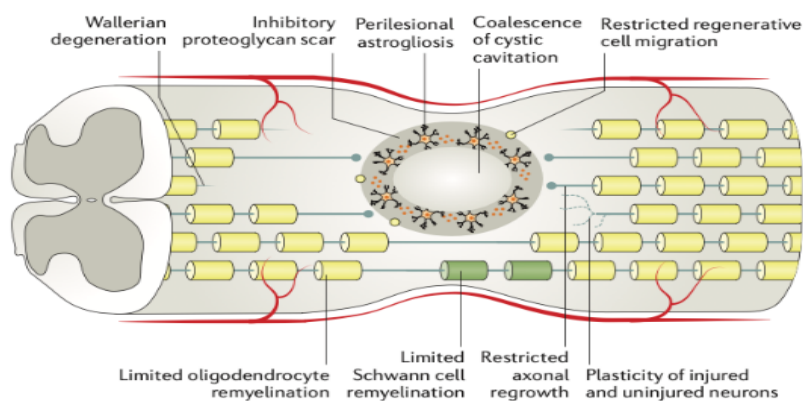 Wallerian
degeneration
Inhibitory
proteoglycan scar
Perilesional
astrogliosis
Coalescence
of cystic
cavitation
Restricted regenerative
cell migration
Limited oligodendrocyte
remyelination
Limited
Schwann cell
remyelination
Restricted
axonal
regrowth
Plasticity of injured
and uninjured neurons